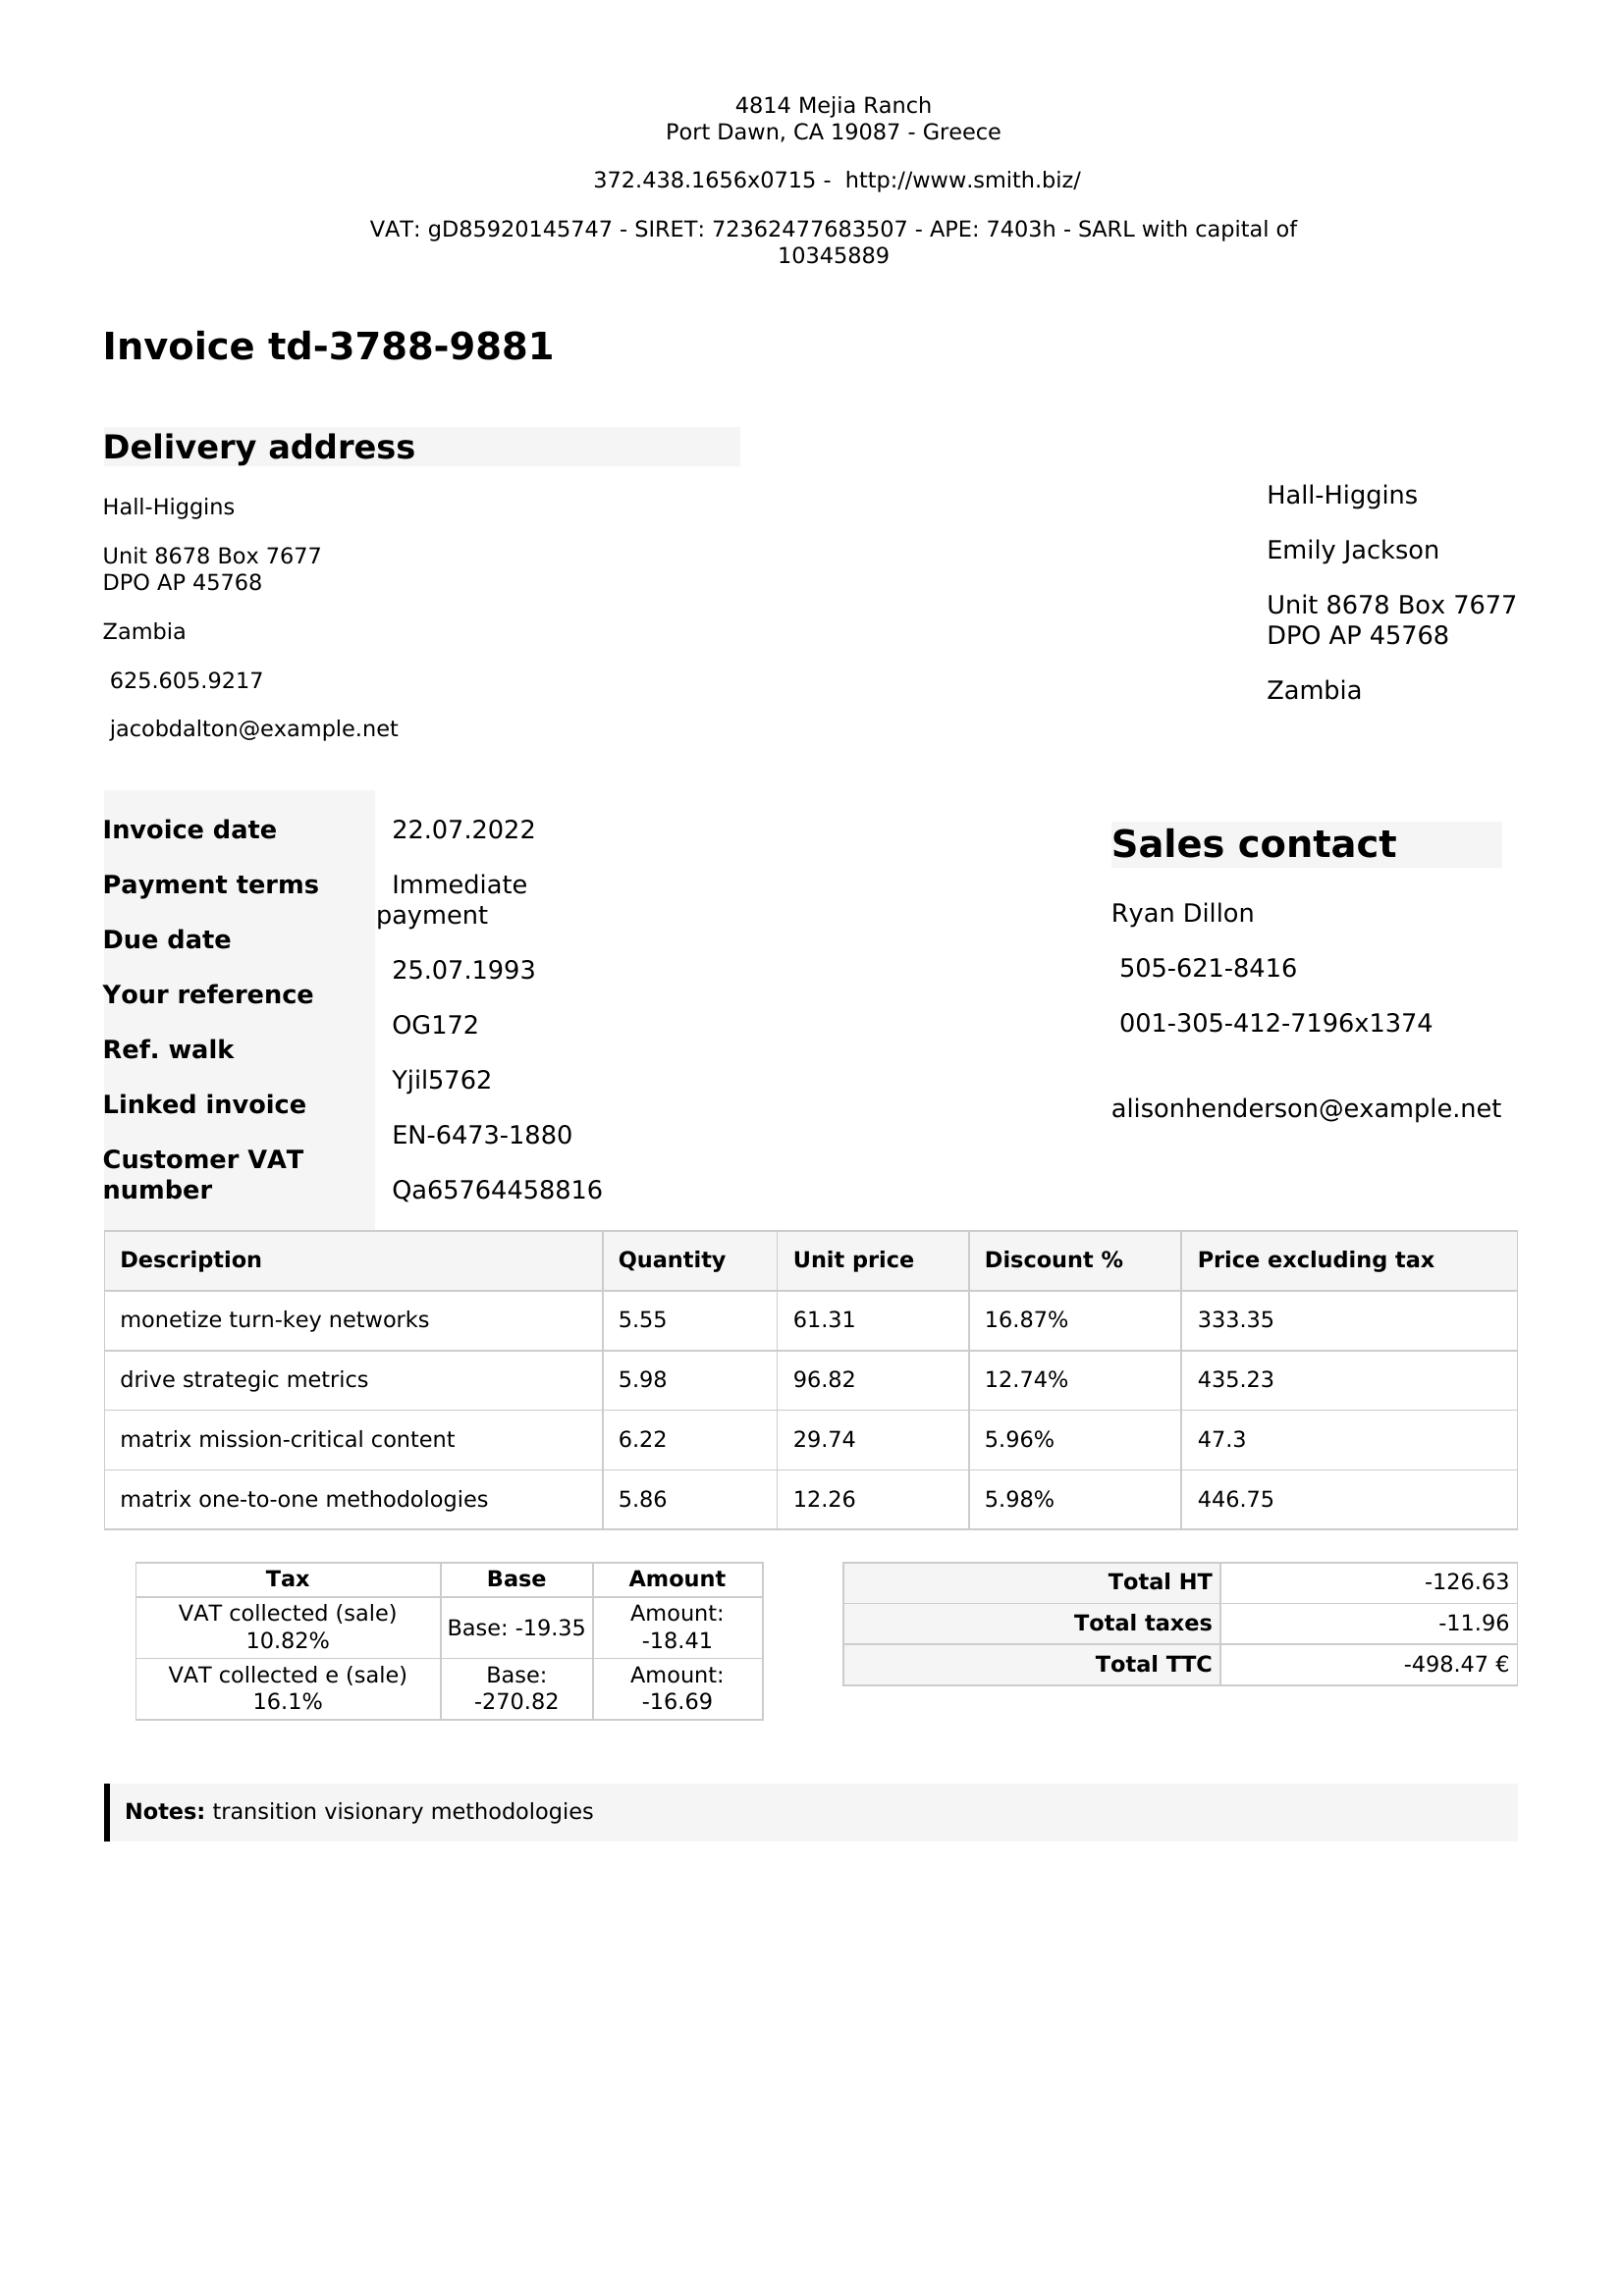 4814 Mejia Ranch
Port Dawn, CA 19087 - Greece
372.438.1656x0715 - http://www.smith.biz/
VAT: gD85920145747 - SIRET: 72362477683507 - APE: 7403h - SARL with capital of
10345889
Invoice td-3788-9881
Delivery address
Hall-Higgins
Unit 8678 Box 7677
DPO AP 45768
Zambia
625.605.9217
jacobdalton@example.net
Hall-Higgins
Emily Jackson
Unit 8678 Box 7677
DPO AP 45768
Zambia
Invoice date
Payment terms
Due date
Your reference
Ref. walk
Linked invoice
Customer VAT
number
22.07.2022
Immediate
payment
25.07.1993
OG172
Yjil5762
EN-6473-1880
Qa65764458816
Sales contact
Ryan Dillon
505-621-8416
001-305-412-7196x1374
alisonhenderson@example.net
Description Quantity Unit price Discount % Price excluding tax
monetize turn-key networks 5.55 61.31 16.87% 333.35
drive strategic metrics 5.98 96.82 12.74% 435.23
matrix mission-critical content 6.22 29.74 5.96% 47.3
matrix one-to-one methodologies 5.86 12.26 5.98% 446.75
Tax Base Amount
VAT collected (sale)
10.82%
Base: -19.35
Amount:
-18.41
VAT collected e (sale)
16.1%
Base:
-270.82
Amount:
-16.69
Total HT -126.63
Total taxes -11.96
Total TTC -498.47 €
Notes: transition visionary methodologies